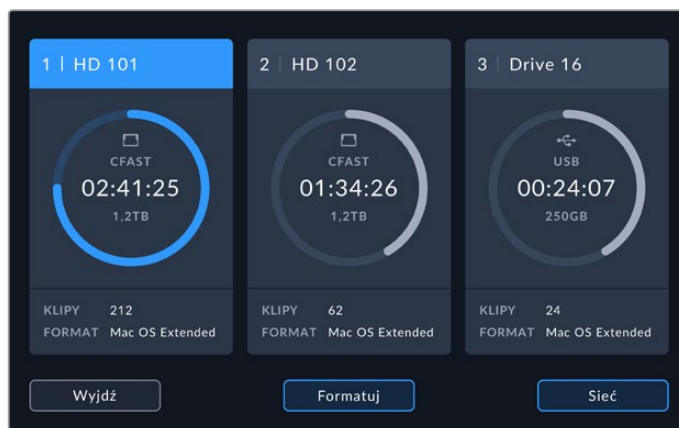 1 | HD 101
CFAST
02:41:25
1,2TB
KLIPY 212
FORMAT Mac OS Extended
2 | HD 102
CFAST
01:34:26
1,2TB
KLIPY 62
FORMAT Mac OS Extended
3 | Drive 16
USB
00:24:07
250GB
KLIPY 24
FORMAT Mac OS Extended
Wyjdź
Formatuj
Sieć